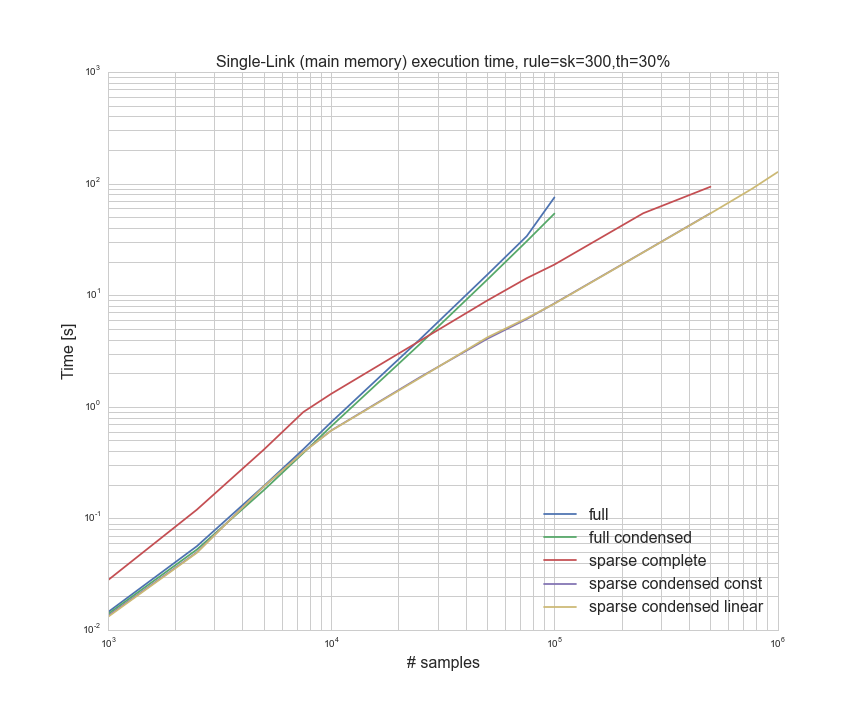 Single-Link (main memory) execution time, rule=sk=300,th=30%
10³
10²
10¹
10⁰
10⁻¹
10⁻²
Time [s]
full
full condensed
sparse complete
sparse condensed const
sparse condensed linear
10³ 10⁴ 10⁵ 10⁶
# samples